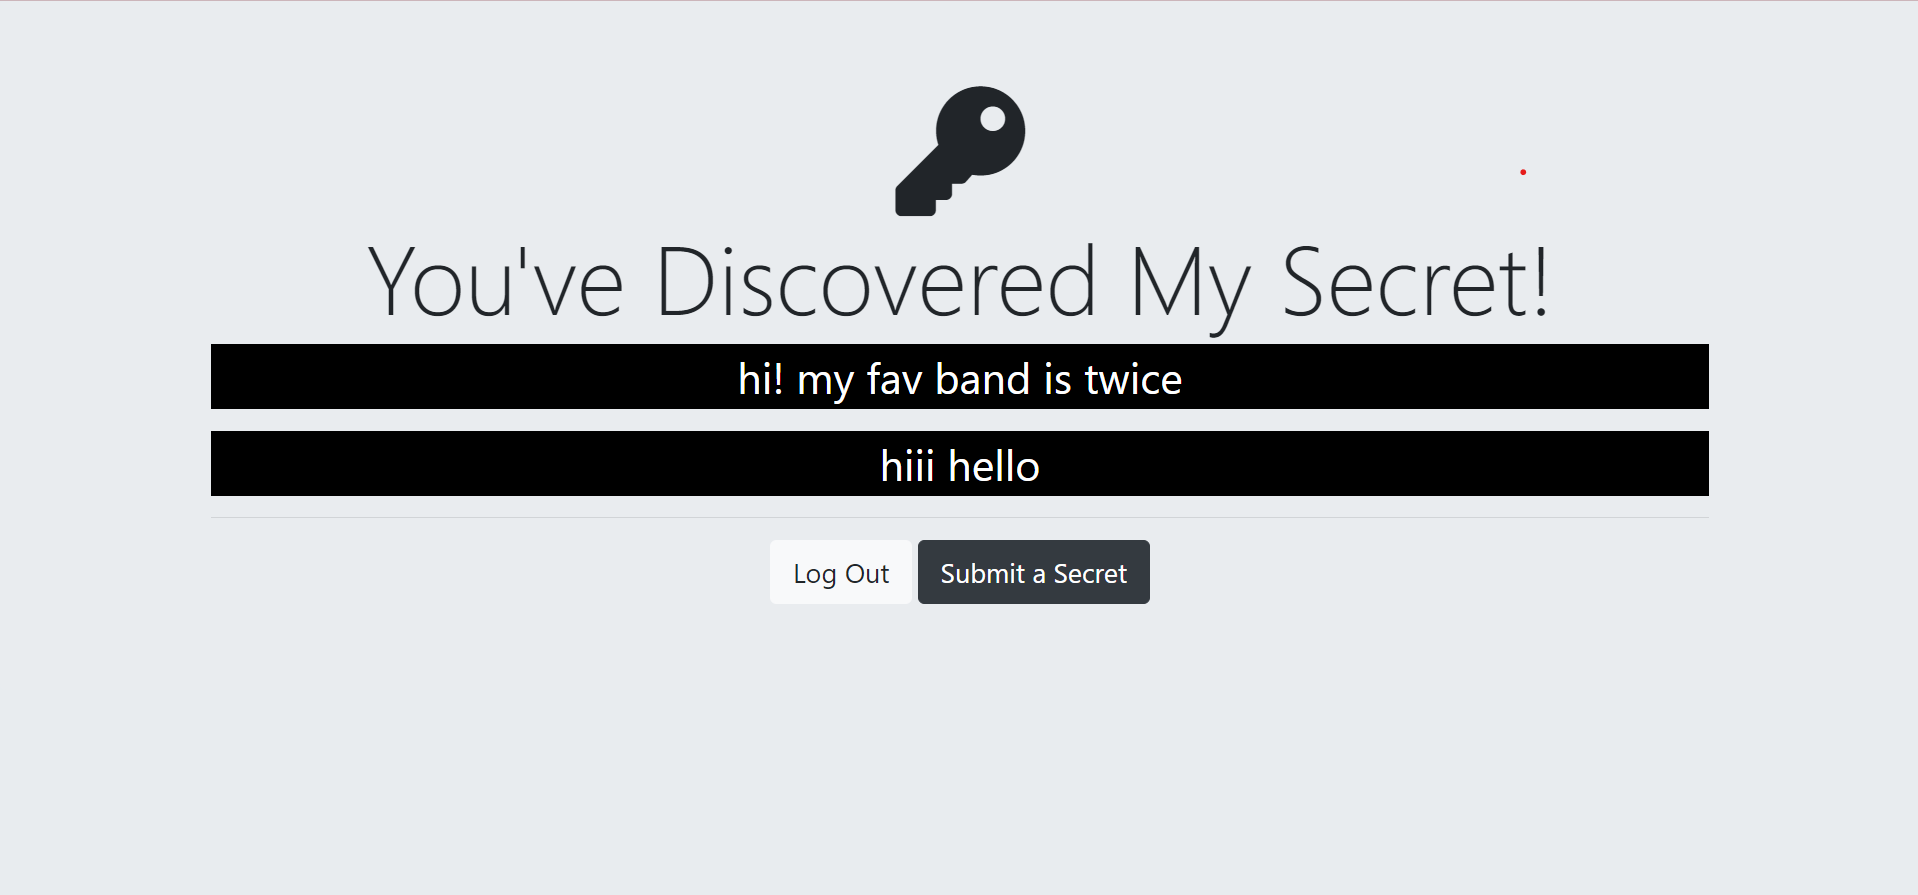 You've Discovered My Secret!
hi! my fav band is twice
hiii hello
Log Out
Submit a Secret